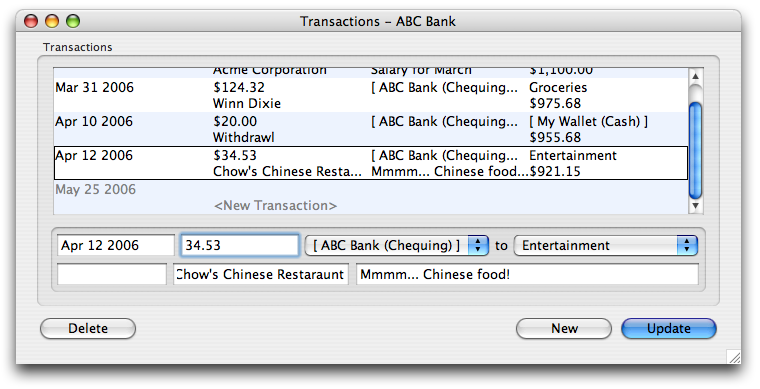 Transactions – ABC Bank
Transactions
Acme Corporation Salary for March $1,100.00
Mar 31 2006 $124.32 [ ABC Bank (Chequing... Groceries
Winn Dixie $975.68
Apr 10 2006 $20.00 [ ABC Bank (Chequing... [ My Wallet (Cash) ]
Withdrawl $955.68
Apr 12 2006 $34.53 [ ABC Bank (Chequing... Entertainment
Chow's Chinese Resta... Mmmm... Chinese food... $921.15
May 25 2006
<New Transaction>
Apr 12 2006 34.53 [ ABC Bank (Chequing) ] to Entertainment
Chow's Chinese Restaraunt Mmmm... Chinese food!
Delete New Update